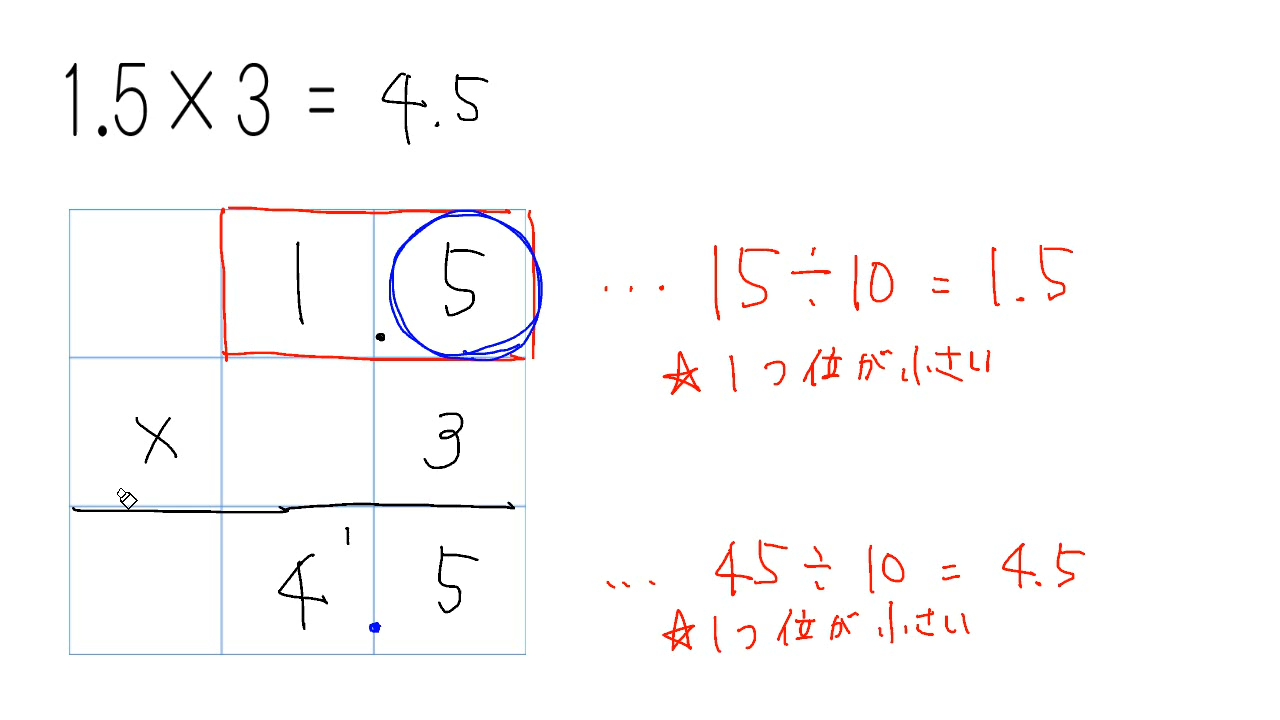 1.5×3 = 4.5
1.5 … 15÷10 = 1.5
☆1つ位が小さい
× 3
1
4.5 … 45÷10 = 4.5
☆1つ位が小さい